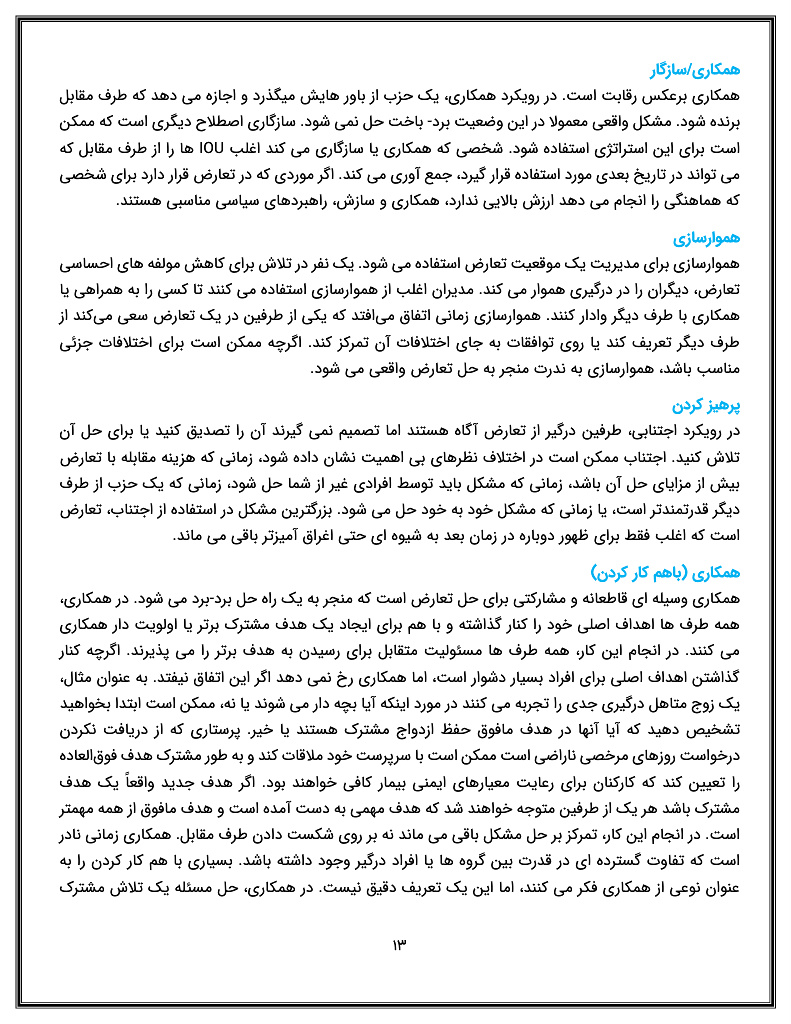 همکاری/سازگار
همکاری برعکس رقابت است. در رویکرد همکاری، یک حزب از باور هایش میگذرد و اجازه می دهد که طرف مقابل
برنده شود. مشکل واقعی معمولا در این وضعیت برد- باخت حل نمی شود. سازگاری اصطلاح دیگری است که ممکن
است برای این استراتژی استفاده شود. شخصی که همکاری یا سازگاری می کند اغلب IOU ها را از طرف مقابل که
می تواند در تاریخ بعدی مورد استفاده قرار گیرد، جمع آوری می کند. اگر موردی که در تعارض قرار دارد برای شخصی
که هماهنگی را انجام می دهد ارزش بالایی ندارد، همکاری و سازش، راهبردهای سیاسی مناسبی هستند.
هموارسازی
هموارسازی برای مدیریت یک موقعیت تعارض استفاده می شود. یک نفر در تلاش برای کاهش مولفه های احساسی
تعارض، دیگران را در درگیری هموار می کند. مدیران اغلب از هموارسازی استفاده می کنند تا کسی را به همراهی یا
همکاری با طرف دیگر وادار کنند. هموارسازی زمانی اتفاق می‌افتد که یکی از طرفین در یک تعارض سعی می‌کند از
طرف دیگر تعریف کند یا روی توافقات به جای اختلافات آن تمرکز کند. اگرچه ممکن است برای اختلافات جزئی
مناسب باشد، هموارسازی به ندرت منجر به حل تعارض واقعی می شود.
پرهیز کردن
در رویکرد اجتنابی، طرفین درگیر از تعارض آگاه هستند اما تصمیم نمی گیرند آن را تصدیق کنید یا برای حل آن
تلاش کنید. اجتناب ممکن است در اختلاف نظرهای بی اهمیت نشان داده شود، زمانی که هزینه مقابله با تعارض
بیش از مزایای حل آن باشد، زمانی که مشکل باید توسط افرادی غیر از شما حل شود، زمانی که یک حزب از طرف
دیگر قدرتمندتر است، یا زمانی که مشکل خود به خود حل می شود. بزرگترین مشکل در استفاده از اجتناب، تعارض
است که اغلب فقط برای ظهور دوباره در زمان بعد به شیوه ای حتی اغراق آمیزتر باقی می ماند.
همکاری (باهم کار کردن)
همکاری وسیله ای قاطعانه و مشارکتی برای حل تعارض است که منجر به یک راه حل برد-برد می شود. در همکاری،
همه طرف ها اهداف اصلی خود را کنار گذاشته و با هم برای ایجاد یک هدف مشترک برتر یا اولویت دار همکاری
می کنند. در انجام این کار، همه طرف ها مسئولیت متقابل برای رسیدن به هدف برتر را می پذیرند. اگرچه کنار
گذاشتن اهداف اصلی برای افراد بسیار دشوار است، اما همکاری رخ نمی دهد اگر این اتفاق نیفتد. به عنوان مثال،
یک زوج متاهل درگیری جدی را تجربه می کنند در مورد اینکه آیا بچه دار می شوند یا نه، ممکن است ابتدا بخواهید
تشخیص دهید که آیا آنها در هدف مافوق حفظ ازدواج مشترک هستند یا خیر. پرستاری که از دریافت نکردن
درخواست روزهای مرخصی ناراضی است ممکن است با سرپرست خود ملاقات کند و به طور مشترک هدف فوق‌العاده
را تعیین کند که کارکنان برای رعایت معیارهای ایمنی بیمار کافی خواهند بود. اگر هدف جدید واقعاً یک هدف
مشترک باشد هر یک از طرفین متوجه خواهند شد که هدف مهمی به دست آمده است و هدف مافوق از همه مهمتر
است. در انجام این کار، تمرکز بر حل مشکل باقی می ماند نه بر روی شکست دادن طرف مقابل. همکاری زمانی نادر
است که تفاوت گسترده ای در قدرت بین گروه ها یا افراد درگیر وجود داشته باشد. بسیاری با هم کار کردن را به
عنوان نوعی از همکاری فکر می کنند، اما این یک تعریف دقیق نیست. در همکاری، حل مسئله یک تلاش مشترک
۱۳